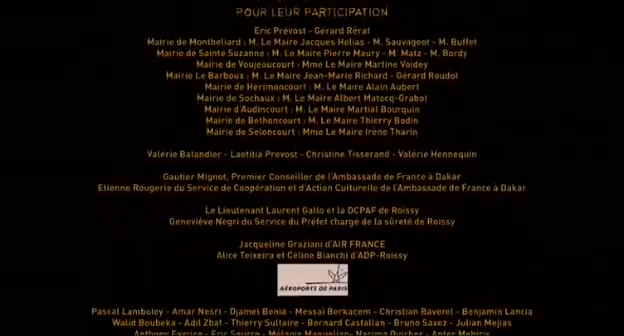 POUR LEUR PARTICIPATION
Eric Prévost - Gérard Rérat
Mairie de Montbéliard : M. Le Maire Jacques Hélias - M. Sauvageot - M. Buffet
Mairie de Sainte Suzanne : M. Le Maire Pierre Maury - M. Matz - M. Bordy
Mairie de Voujeaucourt : Mme Le Maire Martine Voidey
Mairie Le Barboux : M. Le Maire Jean-Marie Richard - Gérard Roudot
Mairie de Hérimoncourt : M. Le Maire Alain Aubert
Mairie de Sochaux : M. Le Maire Albert Matocq-Grabot
Mairie d'Audincourt : M. Le Maire Martial Bourquin
Mairie de Bethoncourt : M. Le Maire Thierry Bodin
Mairie de Seloncourt : Mme Le Maire Irène Tharin
Valérie Balandier - Laetitia Prevost - Christine Tisserand - Valérie Hennequin
Gautier Mignot, Premier Conseiller de l'Ambassade de France à Dakar
Etienne Rougerie du Service de Coopération et d'Action Culturelle de l'Ambassade de France à Dakar
Le Lieutenant Laurent Gallo et la DCPAF de Roissy
Geneviève Negri du Service du Préfet chargé de la sûreté de Roissy
Jacqueline Graziani d'AIR FRANCE
Alice Teixeira et Céline Bianchi d'ADP-Roissy
AÉROPORTS DE PARIS
Pascal Lamboley - Amar Nesri - Djamel Benia - Messai Berkacem - Christian Baverol - Benjamin Lancia
Walid Boubeka - Adil Zbat - Thierry Sultaire - Bernard Castallan - Bruno Saxez - Julian Mejias